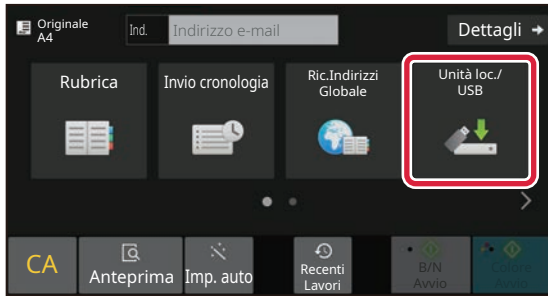 Originale
A4
Ind.
Indirizzo e-mail
Dettagli
Rubrica
Invio cronologia
Ric.Indirizzi
Globale
Unità loc./
USB
CA
Anteprima
Imp. auto
Recenti
Lavori
B/N
Avvio
Colore
Avvio